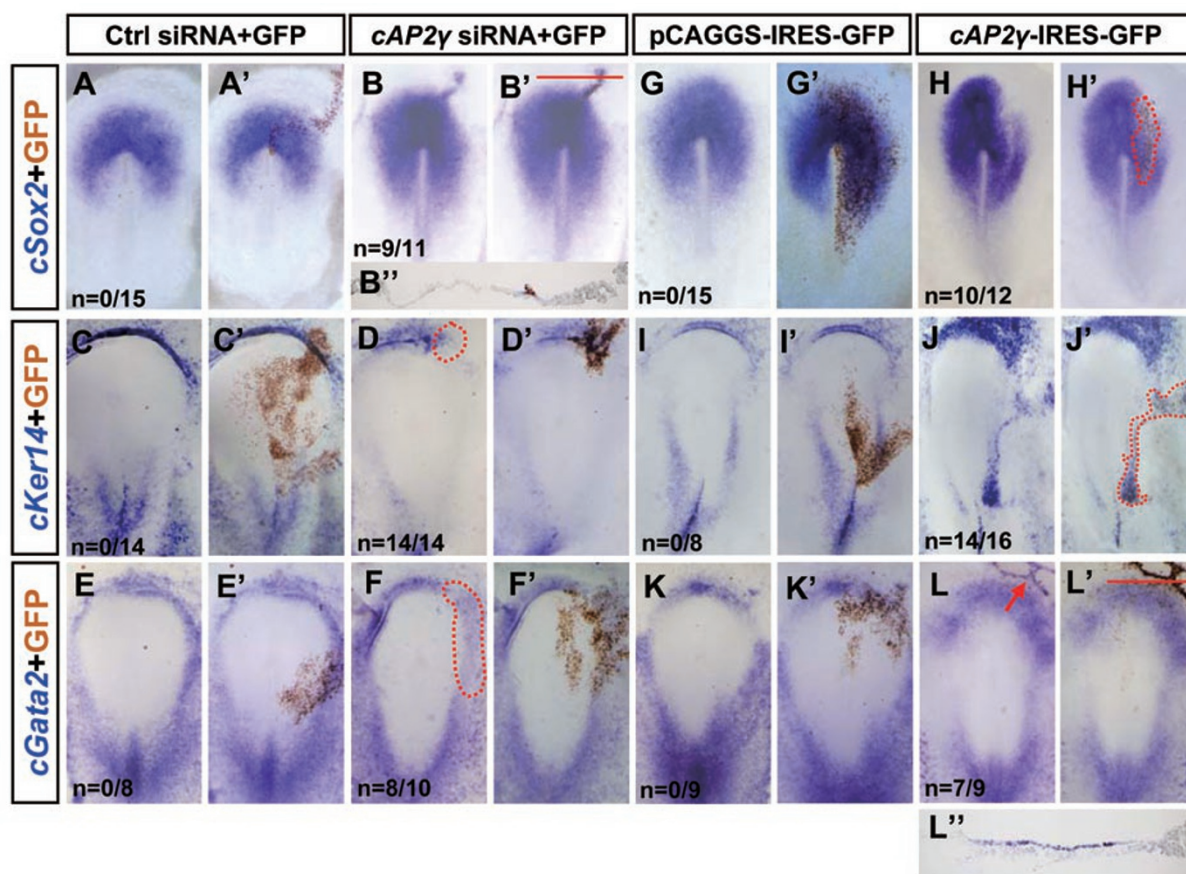 Ctrl siRNA+GFP cAP2γ siRNA+GFP pCAGGS-IRES-GFP cAP2γ-IRES-GFP
cSox2+GFP
A A' B B' G G' H H'
n=0/15 n=9/11 n=0/15 n=10/12
B''
cKer14+GFP
C C' D D' I I' J J'
n=0/14 n=14/14 n=0/8 n=14/16
cGata2+GFP
E E' F F' K K' L L'
n=0/8 n=8/10 n=0/9 n=7/9
L''